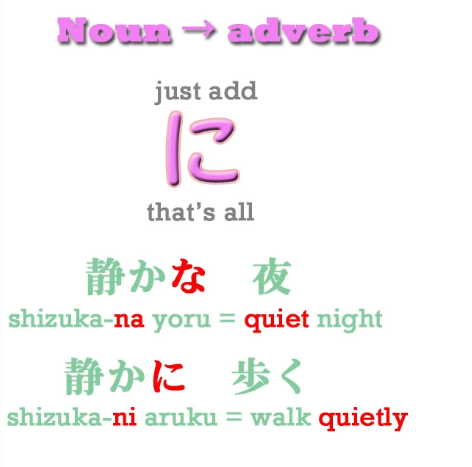 Noun → adverb
just add
に
that's all
静かな 夜
shizuka-na yoru = quiet night
静かに 歩く
shizuka-ni aruku = walk quietly